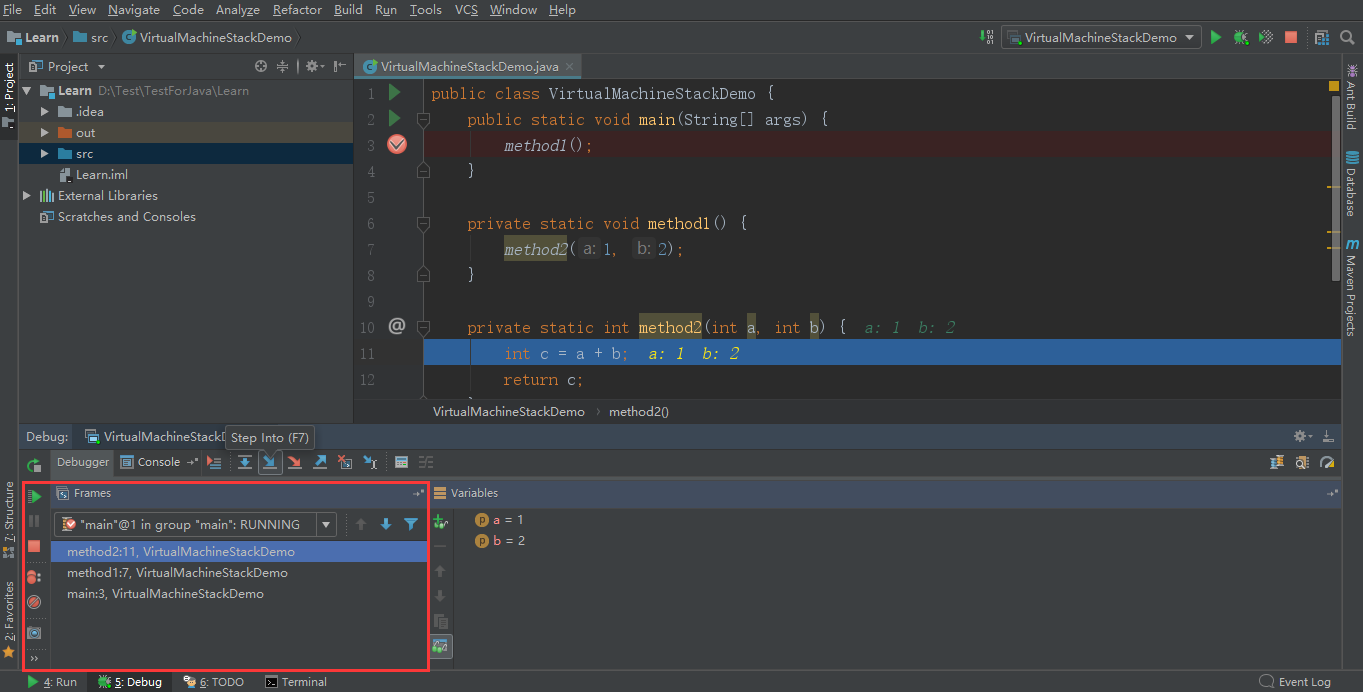 File Edit View Navigate Code Analyze Refactor Build Run Tools VCS Window Help
Learn src VirtualMachineStackDemo VirtualMachineStackDemo
1: Project
Project VirtualMachineStackDemo.java
Learn D:\Test\TestForJava\Learn
.idea
out
src
Learn.iml
External Libraries
Scratches and Consoles
1 public class VirtualMachineStackDemo {
2 public static void main(String[] args) {
3 method1();
4 }
5
6 private static void method1() {
7 method2( a: 1, b: 2);
8 }
9
10 @ private static int method2(int a, int b) { a: 1 b: 2
11 int c = a + b; a: 1 b: 2
12 return c;
VirtualMachineStackDemo › method2()
Ant Build
Database
m Maven Projects
Debug: VirtualMachineStackD
Step Into (F7)
Debugger Console
Frames Variables
"main"@1 in group "main": RUNNING
method2:11, VirtualMachineStackDemo
method1:7, VirtualMachineStackDemo
main:3, VirtualMachineStackDemo
p a = 1
p b = 2
7: Structure
2: Favorites
4: Run 5: Debug 6: TODO Terminal Event Log